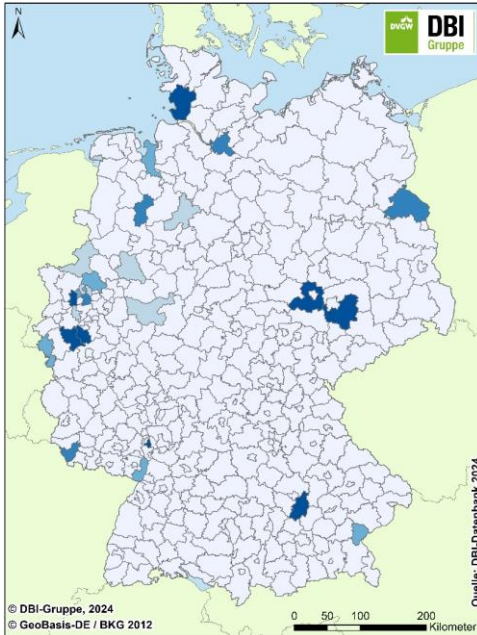 N
DVGW
DBI
Gruppe
Quelle: DBI-Datenbank 2024
© DBI-Gruppe, 2024
© GeoBasis-DE / BKG 2012
0 50 100 200
Kilometer